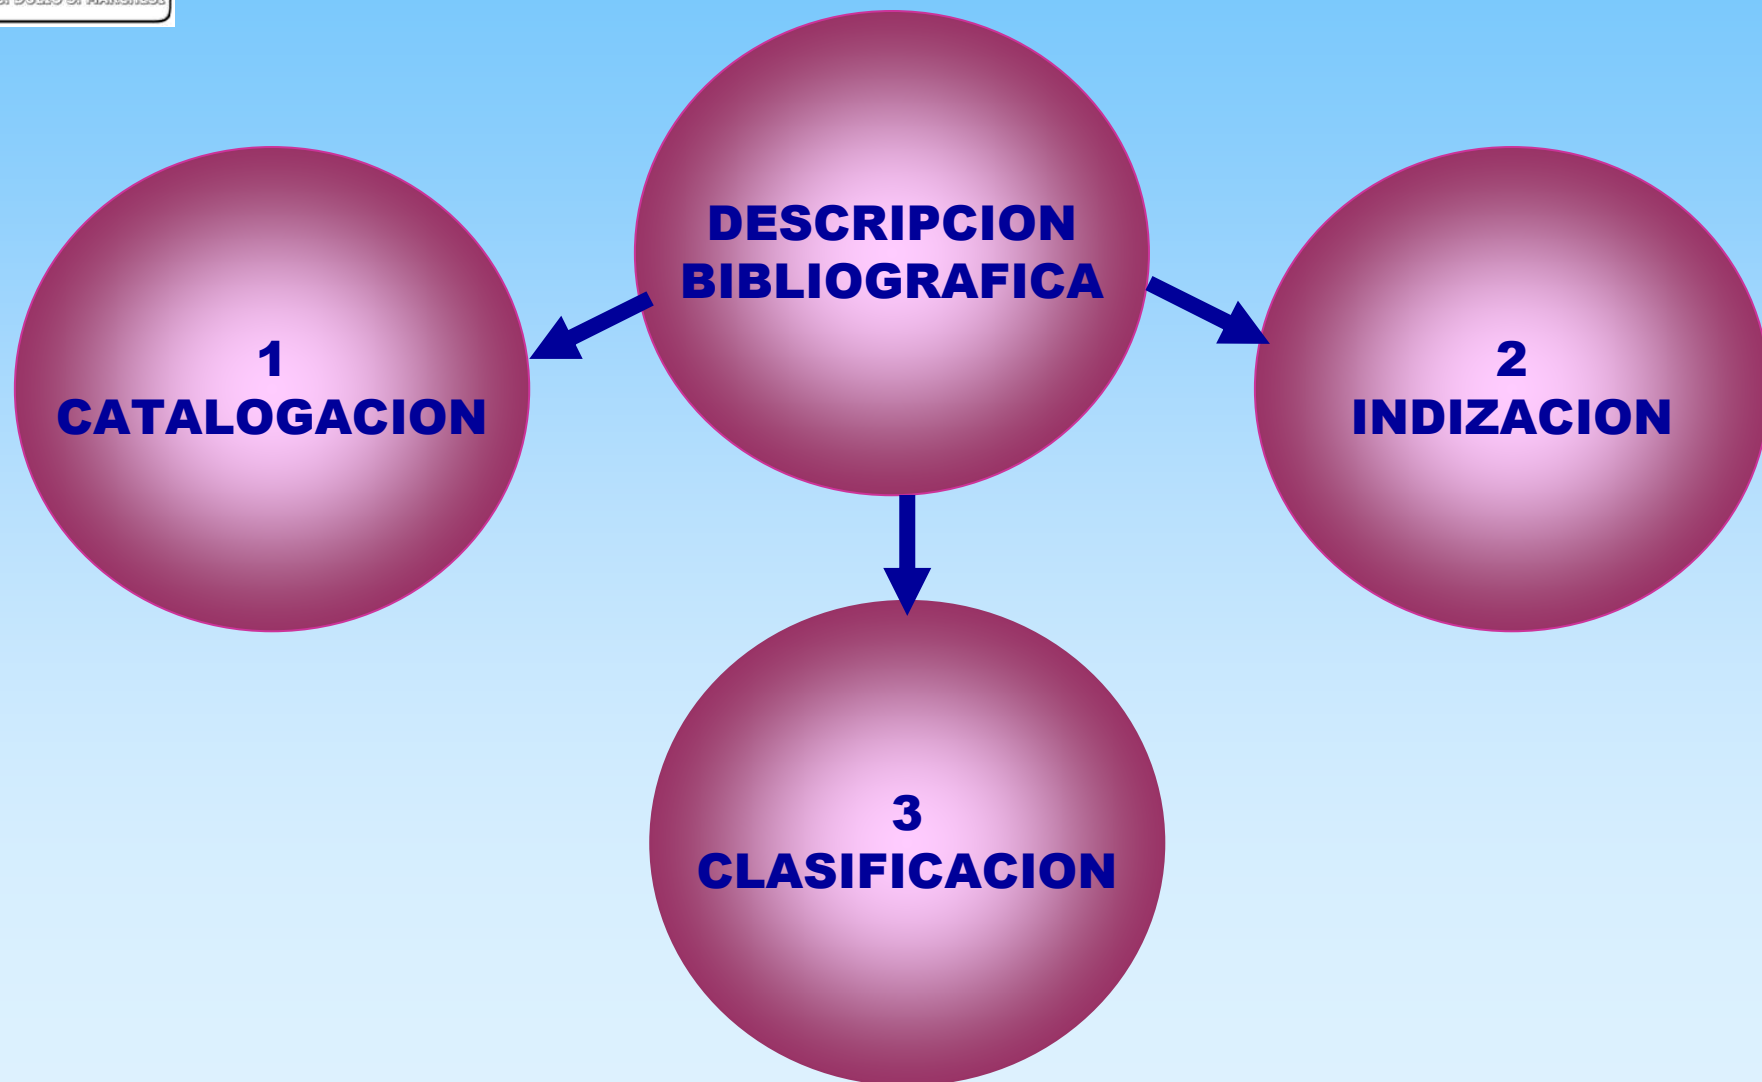 DESCRIPCION
BIBLIOGRAFICA
1
CATALOGACION
2
INDIZACION
3
CLASIFICACION